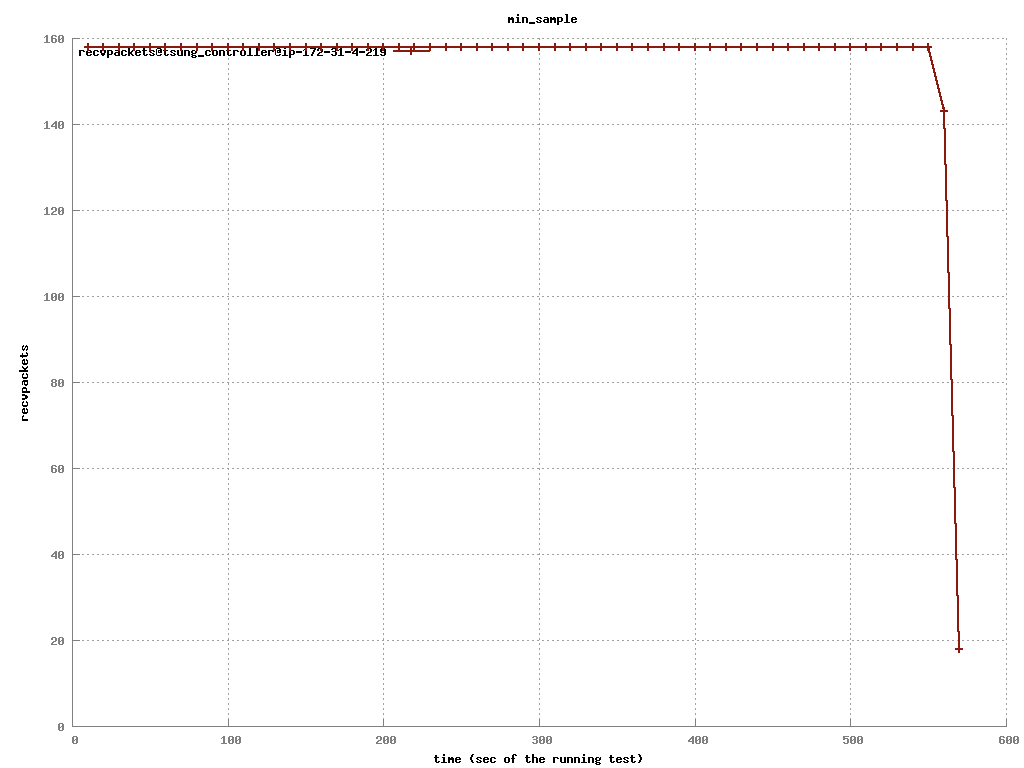 min_sample
160
recvpackets@tsung_controller@ip-172-31-4-219
140
120
100
80
60
40
20
0
recvpackets
0 100 200 300 400 500 600
time (sec of the running test)